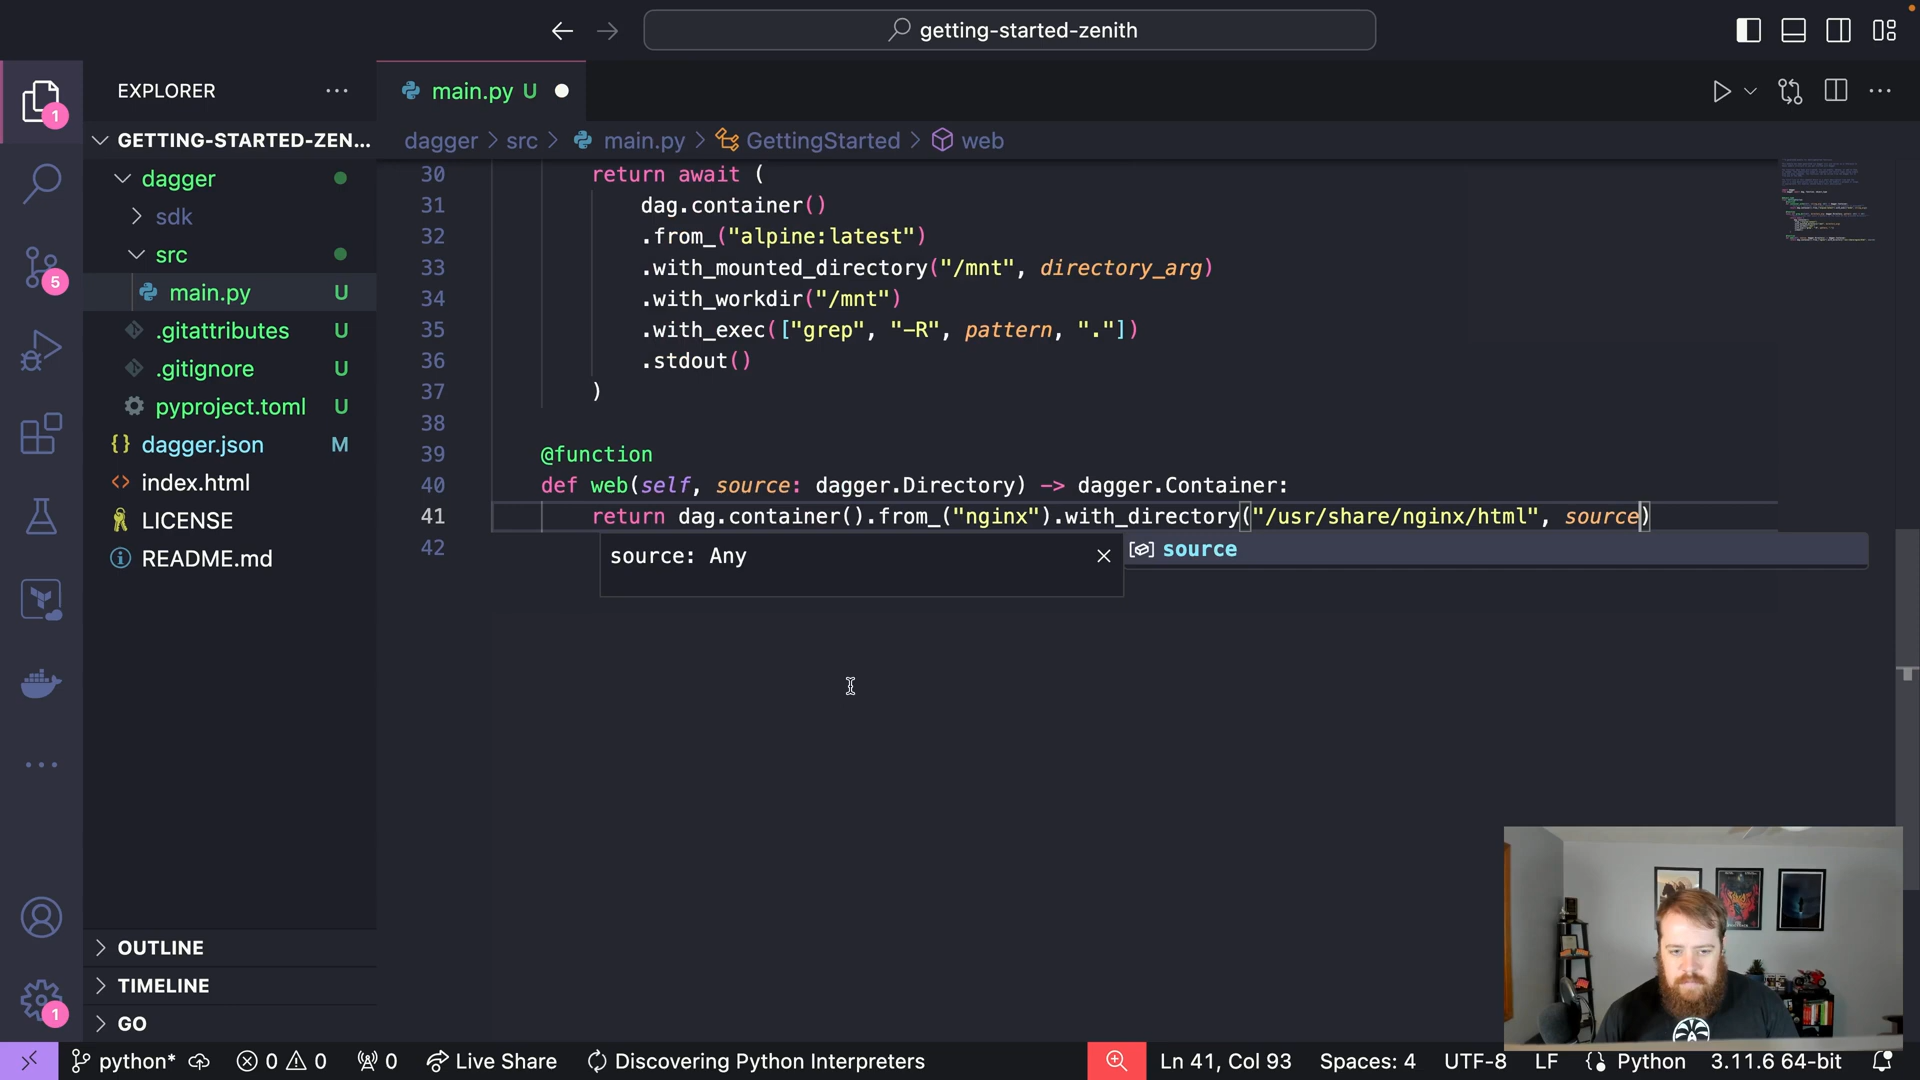 getting-started-zenith
EXPLORER
main.py U
GETTING-STARTED-ZEN...
dagger
sdk
src
main.py U
.gitattributes U
.gitignore U
pyproject.toml U
dagger.json M
index.html
LICENSE
README.md
OUTLINE
TIMELINE
GO
1
5
1
dagger > src > main.py > GettingStarted > web
30 return await (
31 dag.container()
32 .from_("alpine:latest")
33 .with_mounted_directory("/mnt", directory_arg)
34 .with_workdir("/mnt")
35 .with_exec(["grep", "-R", pattern, "."])
36 .stdout()
37 )
38
39 @function
40 def web(self, source: dagger.Directory) -> dagger.Container:
41 return dag.container().from_("nginx").with_directory("/usr/share/nginx/html", source)
42
source: Any
source
python* 0 0 0 Live Share Discovering Python Interpreters Ln 41, Col 93 Spaces: 4 UTF-8 LF Python 3.11.6 64-bit